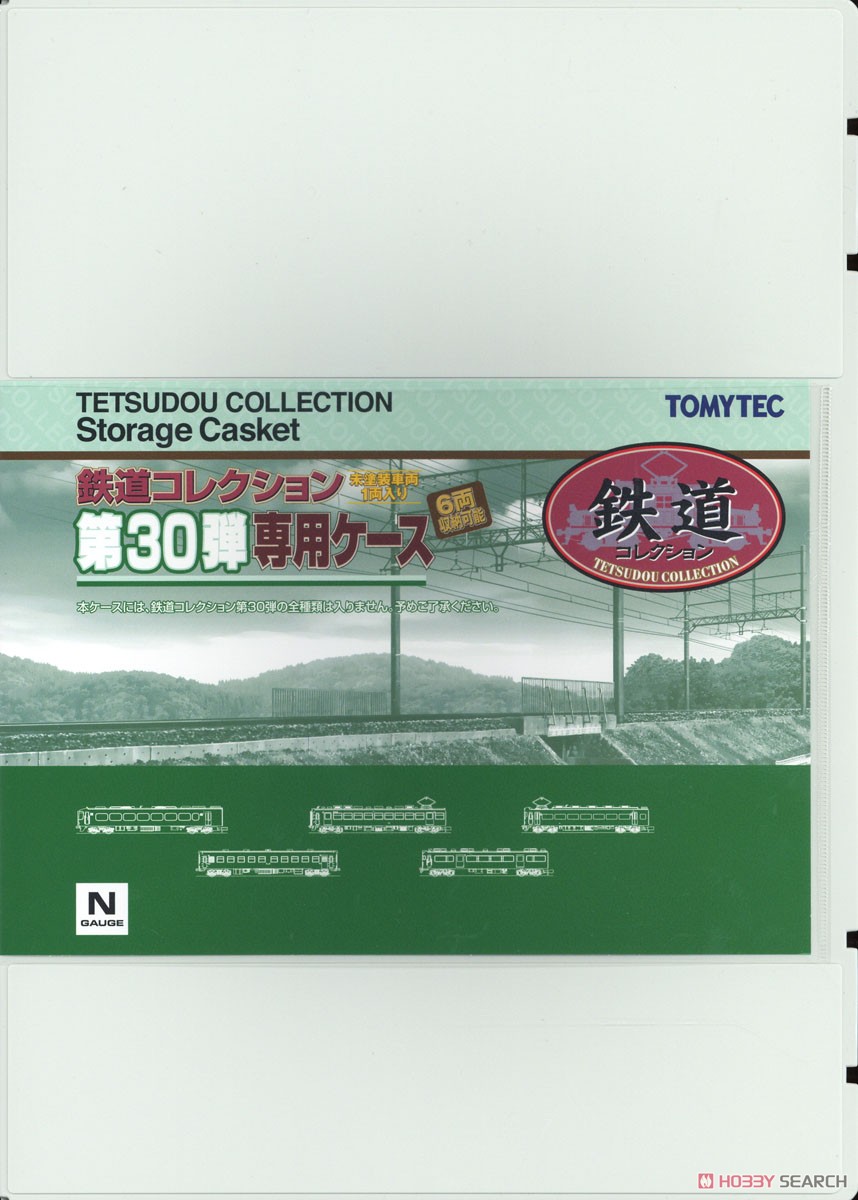 TETSUDOU COLLECTION
Storage Casket
TOMYTEC
鉄道コレクション
未塗装車両
1両入り
第30弾専用ケース
6両
収納可能
鉄道
コレクション
TETSUDOU COLLECTION
本ケースには、鉄道コレクション第30弾の全種類は入りません。予めご了承ください。
N
GAUGE
HOBBY SEARCH